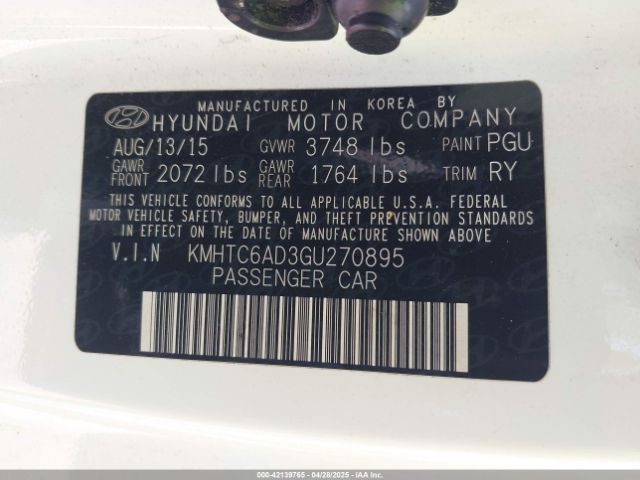 MANUFACTURED IN KOREA BY
HYUNDAI MOTOR COMPANY
AUG/13/15 GVWR 3748 lbs PAINT PGU
GAWR FRONT 2072 lbs GAWR REAR 1764 lbs TRIM RY
THIS VEHICLE CONFORMS TO ALL APPLICABLE U.S.A. FEDERAL
MOTOR VEHICLE SAFETY, BUMPER, AND THEFT PREVENTION STANDARDS
IN EFFECT ON THE DATE OF MANUFACTURE SHOWN ABOVE.
V.I.N KMHTC6AD3GU270895
PASSENGER CAR
000-42139765 | 04/28/2025 - IAAI.com